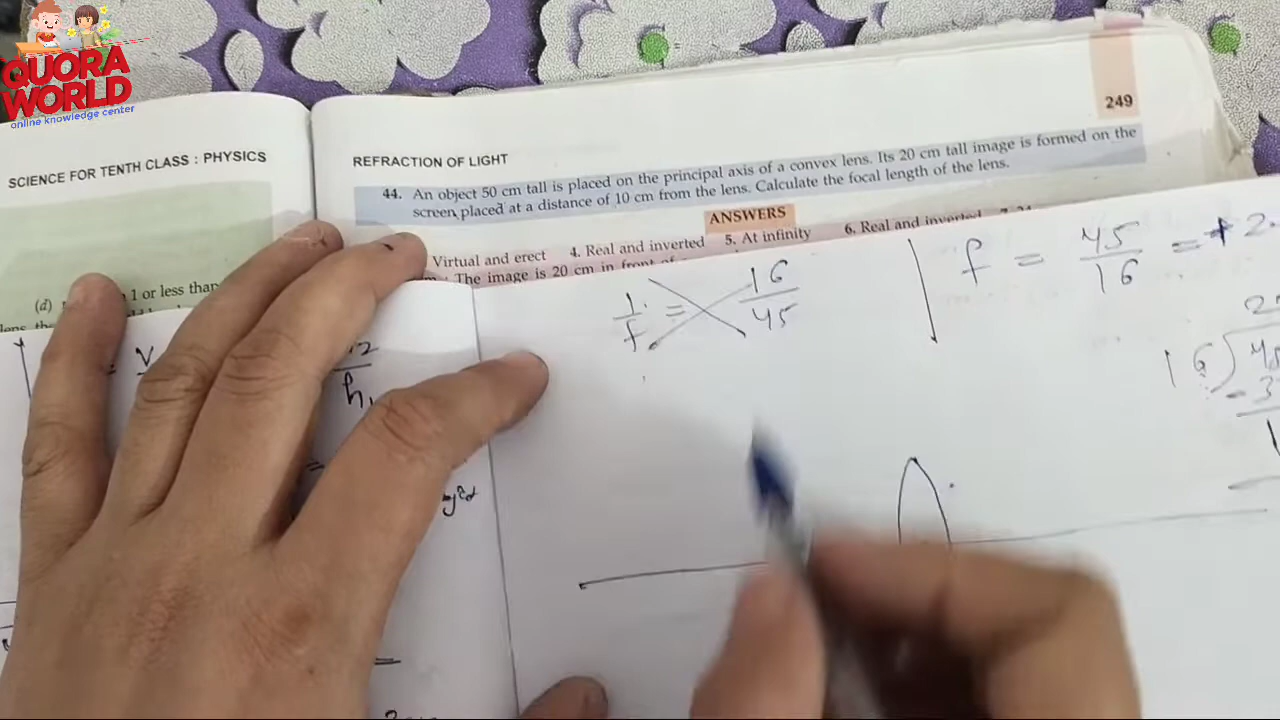 QUORA
WORLD
online knowledge center
SCIENCE FOR TENTH CLASS : PHYSICS
(d)
1 or less than
249
REFRACTION OF LIGHT
44. An object 50 cm tall is placed on the principal axis of a convex lens. Its 20 cm tall image is formed on the
screen placed at a distance of 10 cm from the lens. Calculate the focal length of the lens.
ANSWERS
Virtual and erect 4. Real and inverted 5. At infinity 6. Real and inverted
The image is 20 cm in front of
1/f = 16/45
f = 45/16 = +2.
16
= v
h₁